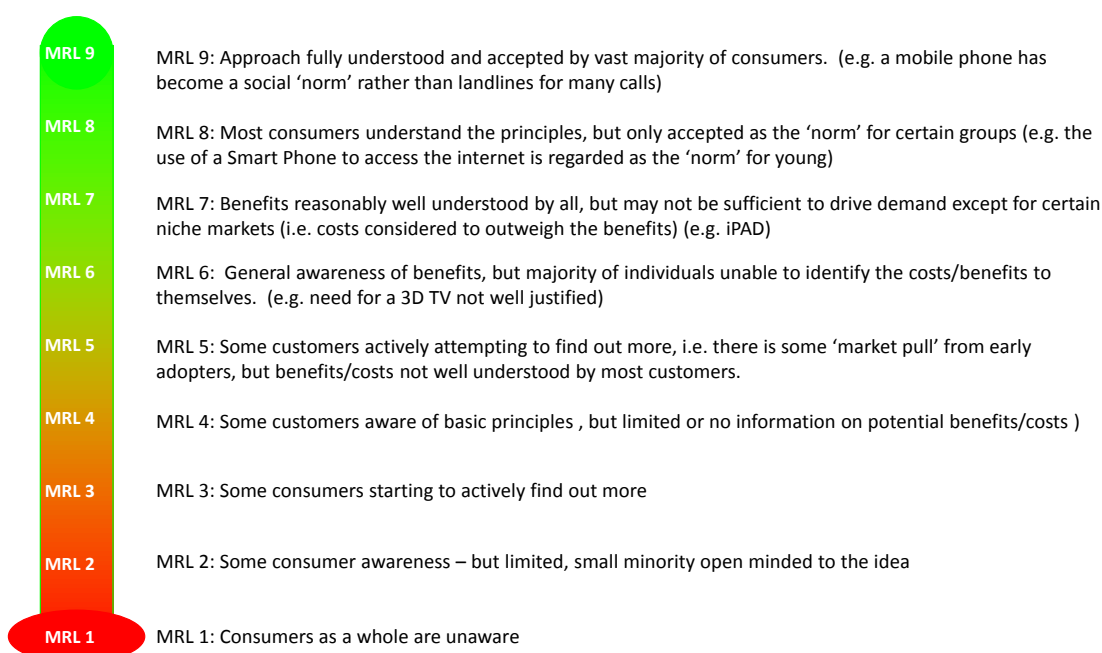 MRL 9
MRL 9: Approach fully understood and accepted by vast majority of consumers.  (e.g. a mobile phone has
become a social ‘norm’ rather than landlines for many calls)
MRL 8
MRL 8: Most consumers understand the principles, but only accepted as the ‘norm’ for certain groups (e.g. the
use of a Smart Phone to access the internet is regarded as the ‘norm’ for young)
MRL 7
MRL 7: Benefits reasonably well understood by all, but may not be sufficient to drive demand except for certain
niche markets (i.e. costs considered to outweigh the benefits) (e.g. iPAD)
MRL 6
MRL 6:  General awareness of benefits, but majority of individuals unable to identify the costs/benefits to
themselves.  (e.g. need for a 3D TV not well justified)
MRL 5
MRL 5: Some customers actively attempting to find out more, i.e. there is some ‘market pull’ from early
adopters, but benefits/costs not well understood by most customers.
MRL 4
MRL 4: Some customers aware of basic principles , but limited or no information on potential benefits/costs )
MRL 3
MRL 3: Some consumers starting to actively find out more
MRL 2
MRL 2: Some consumer awareness – but limited, small minority open minded to the idea
MRL 1
MRL 1: Consumers as a whole are unaware